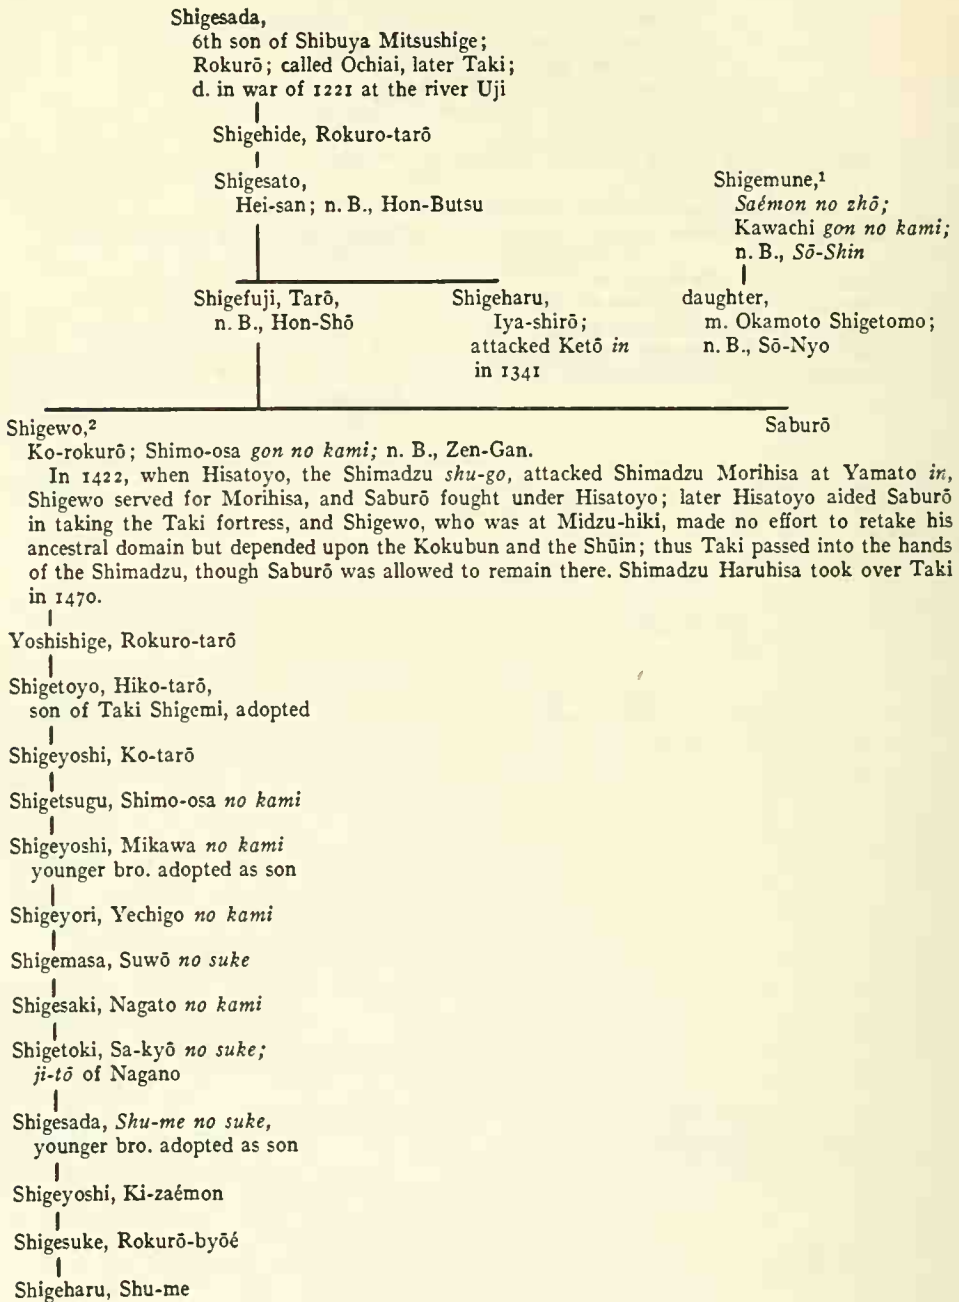 Shigesada,
6th son of Shibuya Mitsushige;
Rokurō; called Ochiai, later Taki;
d. in war of 1221 at the river Uji
Shigehide, Rokuro-tarō
Shigesato,
Hei-san; n. B., Hon-Butsu
Shigemune,¹
Saémon no zhō;
Kawachi gon no kami;
n. B., Sō-Shin
Shigefuji, Tarō,
n. B., Hon-Shō
Shigeharu,
Iya-shirō;
attacked Ketō in
in 1341
daughter,
m. Okamoto Shigetomo;
n. B., Sō-Nyo
Shigewo,²
Saburō
Ko-rokurō; Shimo-osa gon no kami; n. B., Zen-Gan.
In 1422, when Hisatoyo, the Shimadzu shu-go, attacked Shimadzu Morihisa at Yamato in,
Shigewo served for Morihisa, and Saburō fought under Hisatoyo; later Hisatoyo aided Saburō
in taking the Taki fortress, and Shigewo, who was at Midzu-hiki, made no effort to retake his
ancestral domain but depended upon the Kokubun and the Shūin; thus Taki passed into the hands
of the Shimadzu, though Saburō was allowed to remain there. Shimadzu Haruhisa took over Taki
in 1470.
Yoshishige, Rokuro-tarō
Shigetoyo, Hiko-tarō,
son of Taki Shigemi, adopted
Shigeyoshi, Ko-tarō
Shigetsugu, Shimo-osa no kami
Shigeyoshi, Mikawa no kami
younger bro. adopted as son
Shigeyori, Yechigo no kami
Shigemasa, Suwō no suke
Shigesaki, Nagato no kami
Shigetoki, Sa-kyō no suke;
ji-tō of Nagano
Shigesada, Shu-me no suke,
younger bro. adopted as son
Shigeyoshi, Ki-zaémon
Shigesuke, Rokurō-byōé
Shigeharu, Shu-me